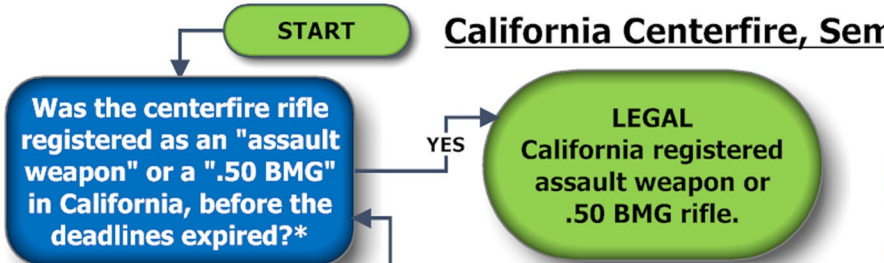 START
California Centerfire, Sem
Was the centerfire rifle
registered as an "assault
weapon" or a ".50 BMG"
in California, before the
deadlines expired?*
YES
LEGAL
California registered
assault weapon or
.50 BMG rifle.